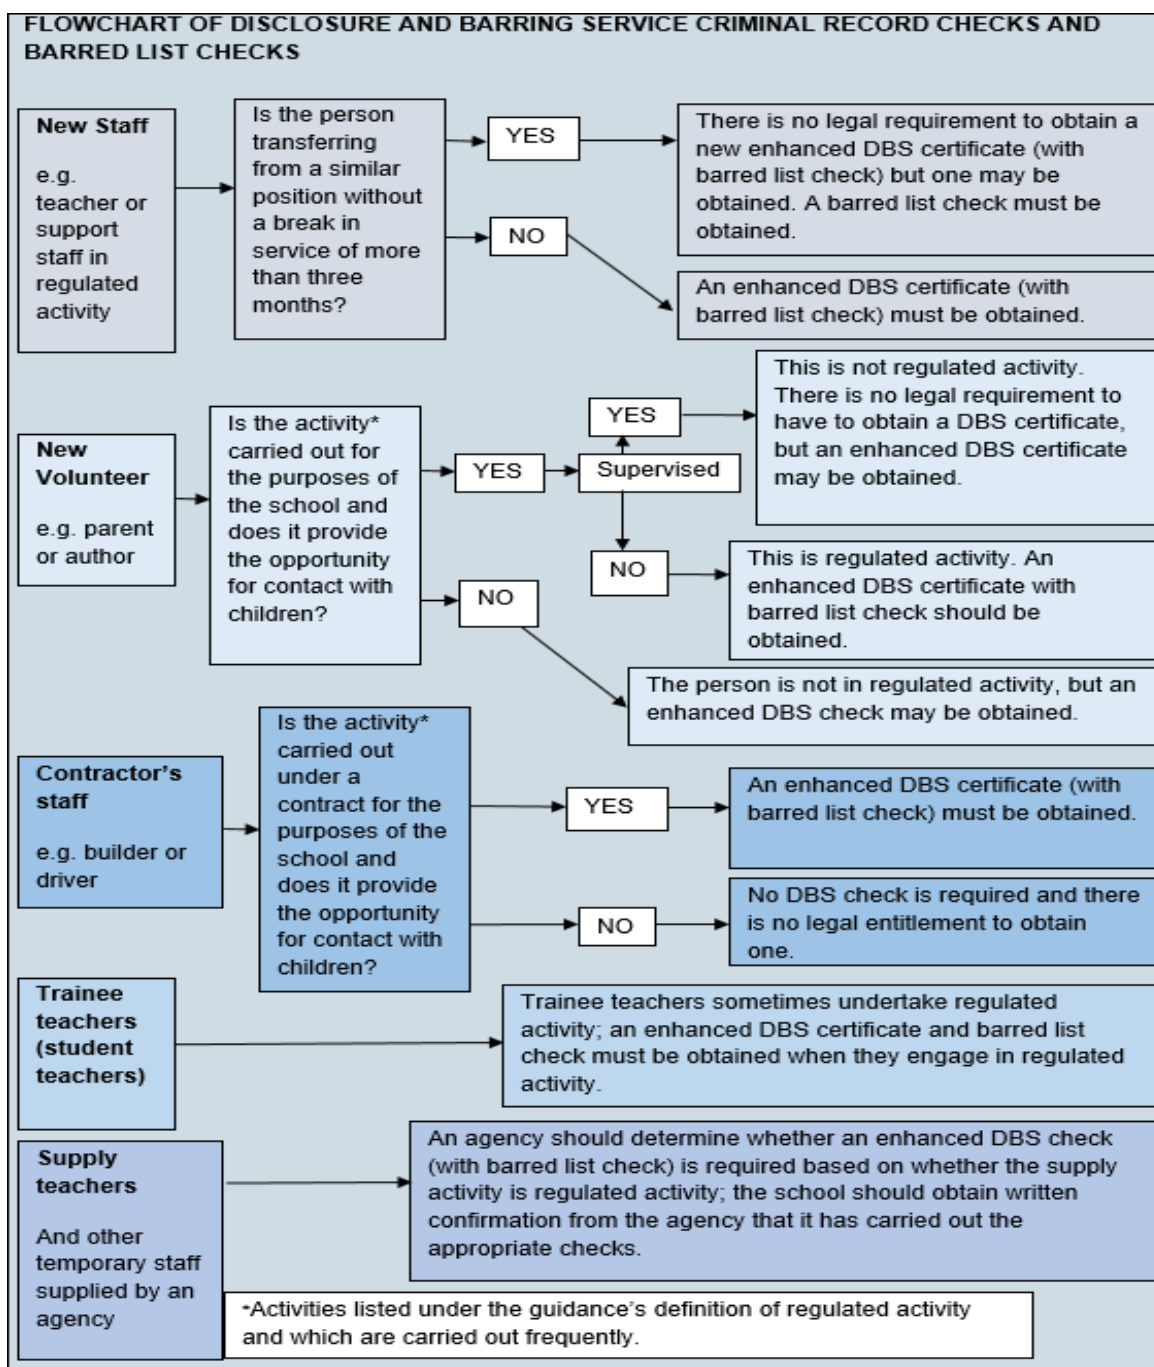 FLOWCHART OF DISCLOSURE AND BARRING SERVICE CRIMINAL RECORD CHECKS AND
BARRED LIST CHECKS
New Staff
e.g.
teacher or
support
staff in
regulated
activity
Is the person
transferring
from a similar
position without
a break in
service of more
than three
months?
YES
There is no legal requirement to obtain a
new enhanced DBS certificate (with
barred list check) but one may be
obtained. A barred list check must be
obtained.
NO
An enhanced DBS certificate (with
barred list check) must be obtained.
New
Volunteer
e.g. parent
or author
Is the activity*
carried out for
the purposes of
the school and
does it provide
the opportunity
for contact with
children?
YES
Supervised
YES
This is not regulated activity.
There is no legal requirement to
have to obtain a DBS certificate,
but an enhanced DBS certificate
may be obtained.
NO
This is regulated activity. An
enhanced DBS certificate with
barred list check should be
obtained.
NO
The person is not in regulated activity, but an
enhanced DBS check may be obtained.
Contractor's
staff
e.g. builder or
driver
Is the activity*
carried out
under a
contract for the
purposes of the
school and
does it provide
the opportunity
for contact with
children?
YES
An enhanced DBS certificate (with
barred list check) must be obtained.
NO
No DBS check is required and there
is no legal entitlement to obtain
one.
Trainee
teachers
(student
teachers)
Trainee teachers sometimes undertake regulated
activity; an enhanced DBS certificate and barred list
check must be obtained when they engage in regulated
activity.
Supply
teachers
And other
temporary staff
supplied by an
agency
An agency should determine whether an enhanced DBS check
(with barred list check) is required based on whether the supply
activity is regulated activity; the school should obtain written
confirmation from the agency that it has carried out the
appropriate checks.
*Activities listed under the guidance's definition of regulated activity
and which are carried out frequently.